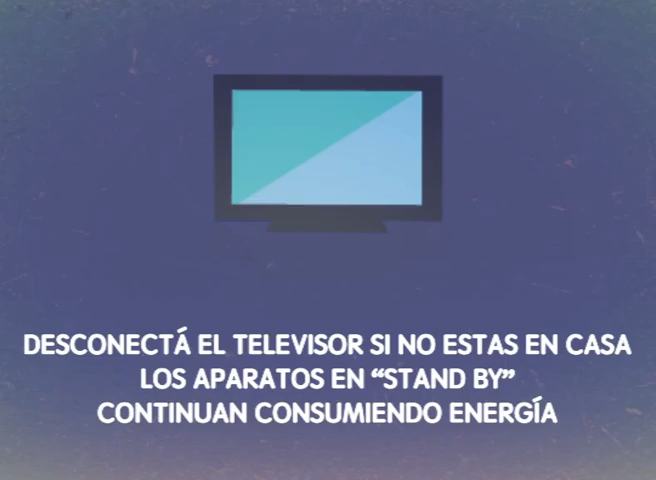 DESCONECTÁ EL TELEVISOR SI NO ESTAS EN CASA
LOS APARATOS EN “STAND BY”
CONTINUAN CONSUMIENDO ENERGÍA